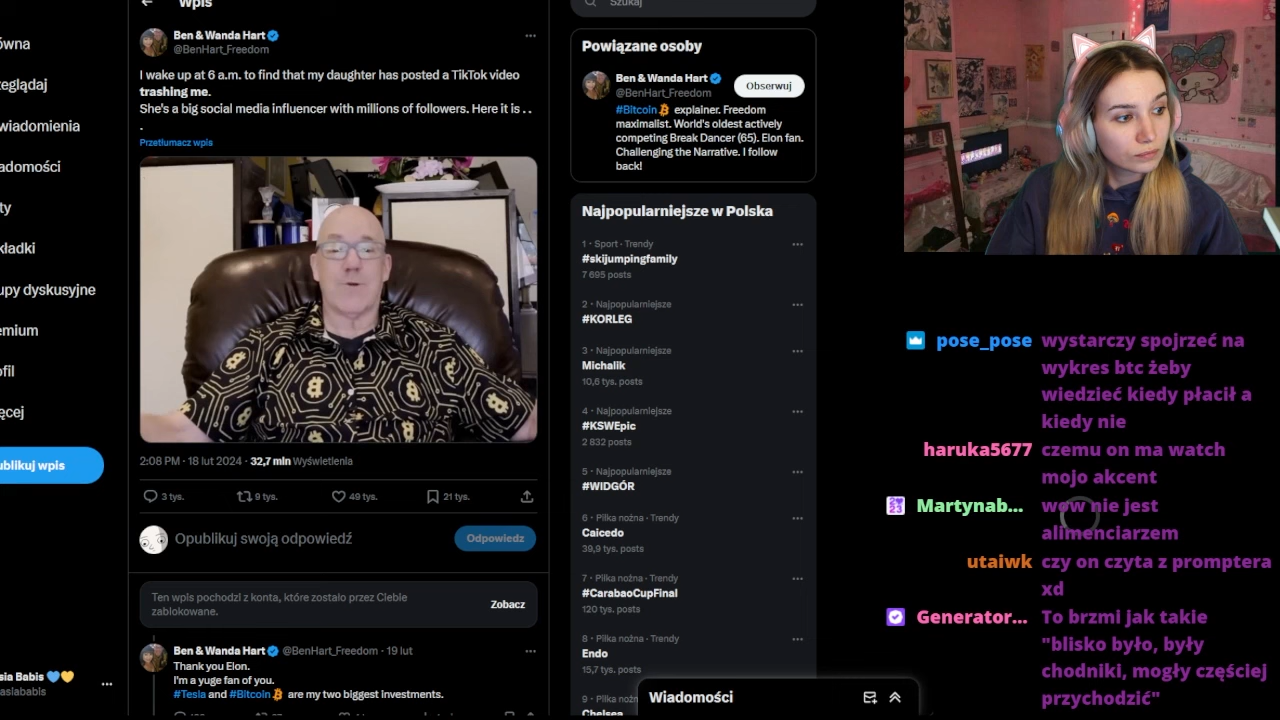 Wpis
ówna
zeglądaj
wiadomienia
adomości
ty
kładki
upy dyskusyjne
emium
ofil
ęcej
ublikuj wpis
sia Babis
aslababis
Ben & Wanda Hart
@BenHart_Freedom
I wake up at 6 a.m. to find that my daughter has posted a TikTok video
trashing me.
She's a big social media influencer with millions of followers. Here it is . .
.
Przetłumacz wpis
2:08 PM · 18 lut 2024 · 32,7 mln Wyświetlenia
3 tys.
9 tys.
49 tys.
21 tys.
Opublikuj swoją odpowiedź
Odpowiedz
Ten wpis pochodzi z konta, które zostało przez Ciebie
zablokowane.
Zobacz
Ben & Wanda Hart @BenHart_Freedom · 19 lut
Thank you Elon.
I'm a yuge fan of you.
#Tesla and #Bitcoin are my two biggest investments.
Szukaj
Powiązane osoby
Ben & Wanda Hart
@BenHart_Freedom
Obserwuj
#Bitcoin explainer. Freedom
maximalist. World's oldest actively
competing Break Dancer (65). Elon fan.
Challenging the Narrative. I follow
back!
Najpopularniejsze w Polska
1 · Sport · Trendy
#skijumpingfamily
7 695 posts
2 · Najpopularniejsze
#KORLEG
3 · Najpopularniejsze
Michalik
10,6 tys. posts
4 · Najpopularniejsze
#KSWEpic
2 832 posts
5 · Najpopularniejsze
#WIDGÓR
6 · Piłka nożna · Trendy
Caicedo
39,9 tys. posts
7 · Piłka nożna · Trendy
#CarabaoCupFinal
120 tys. posts
8 · Piłka nożna · Trendy
Endo
15,7 tys. posts
9 · Piłka
Chelsea
Wiadomości
pose_pose wystarczy spojrzeć na
wykres btc żeby
wiedzieć kiedy płacił a
kiedy nie
haruka5677 czemu on ma watch
mojo akcent
Martynab... wow nie jest
alimenciarzem
utaiwk czy on czyta z promptera
xd
Generator... To brzmi jak takie
"blisko było, były
chodniki, mogły częściej
przychodzić"